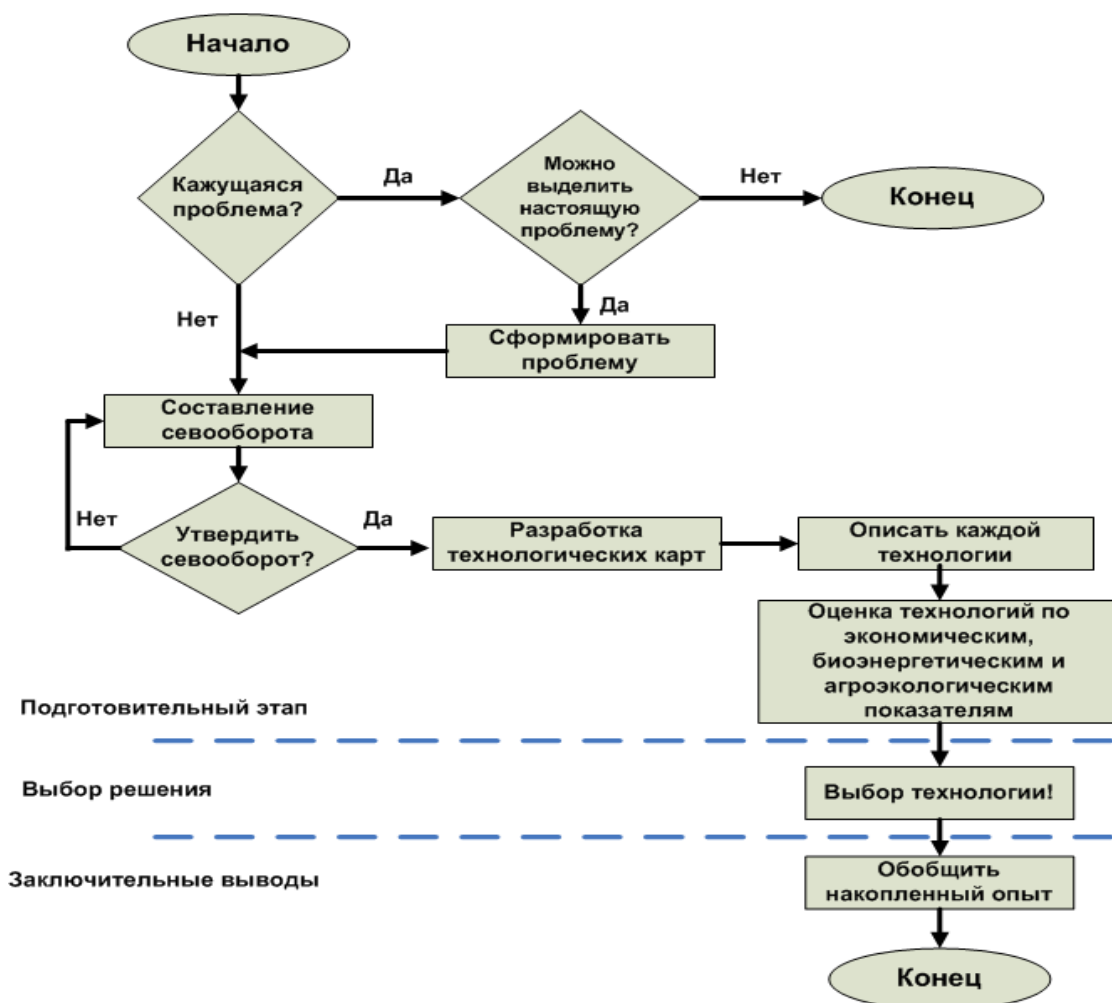 Начало
Кажущаяся
проблема?
Да
Можно
выделить
настоящую
проблему?
Нет
Конец
Нет
Да
Сформировать
проблему
Составление
севооборота
Нет
Утвердить
севооборот?
Да
Разработка
технологических карт
Описать каждой
технологии
Оценка технологий по
экономическим,
биоэнергетическим и
агроэкологическим
показателям
Подготовительный этап
Выбор решения
Выбор технологии!
Заключительные выводы
Обобщить
накопленный опыт
Конец